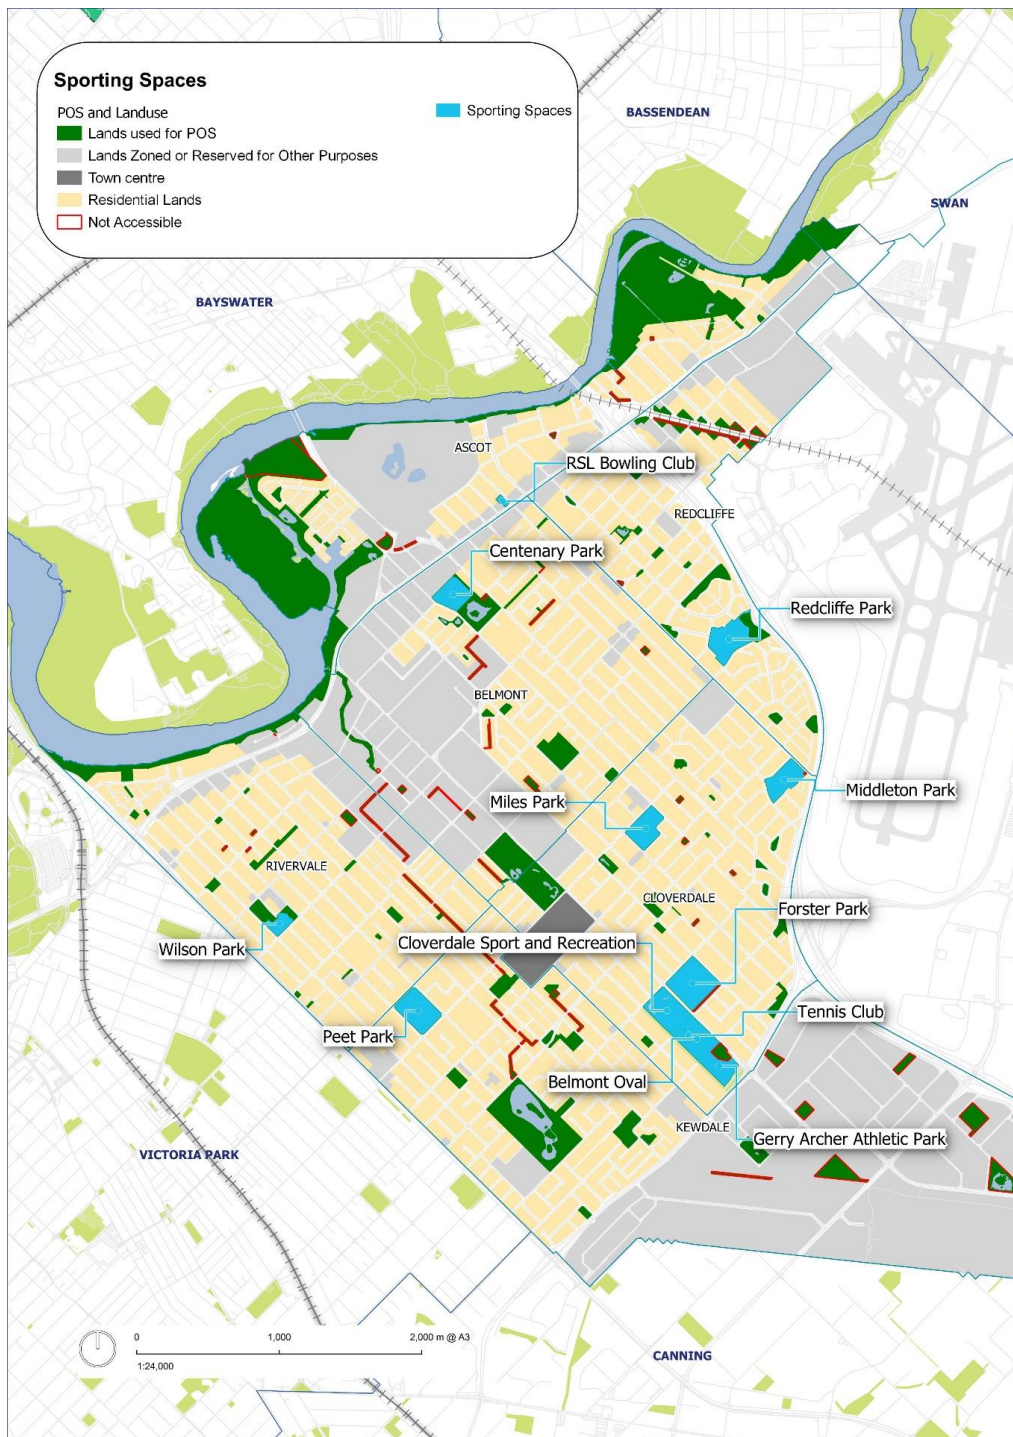 Sporting Spaces
POS and Landuse
Lands used for POS
Lands Zoned or Reserved for Other Purposes
Town centre
Residential Lands
Not Accessible
Sporting Spaces
BASSENDEAN
SWAN
BAYSWATER
ASCOT
RSL Bowling Club
REDCLIFFE
Centenary Park
Redcliffe Park
BELMONT
Middleton Park
Miles Park
RIVERVALE
CLOVERDALE
Forster Park
Wilson Park
Cloverdale Sport and Recreation
Tennis Club
Peet Park
Belmont Oval
KEWDALE
Gerry Archer Athletic Park
VICTORIA PARK
0 1,000 2,000 m @ A3
1:24,000
CANNING